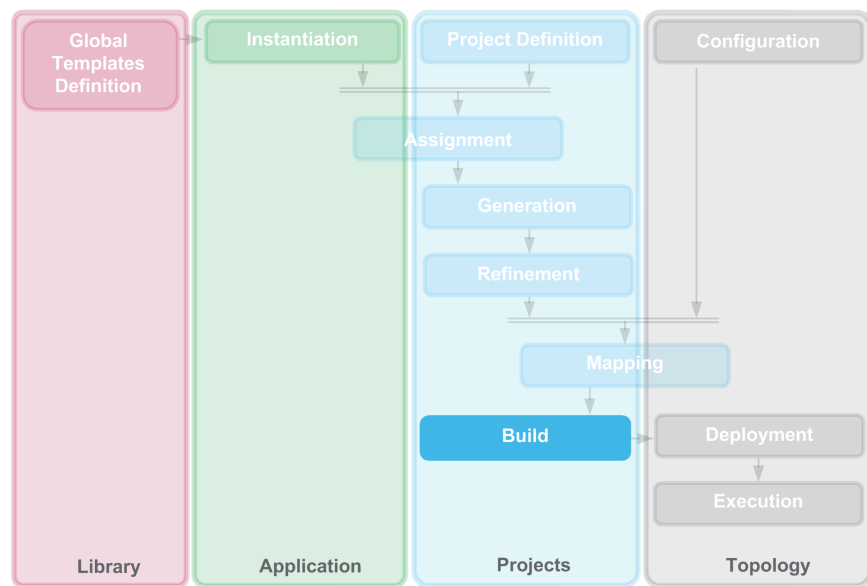 Global
Templates
Definition
Instantiation
Project Definition
Configuration
Assignment
Generation
Refinement
Mapping
Build
Deployment
Execution
Library
Application
Projects
Topology